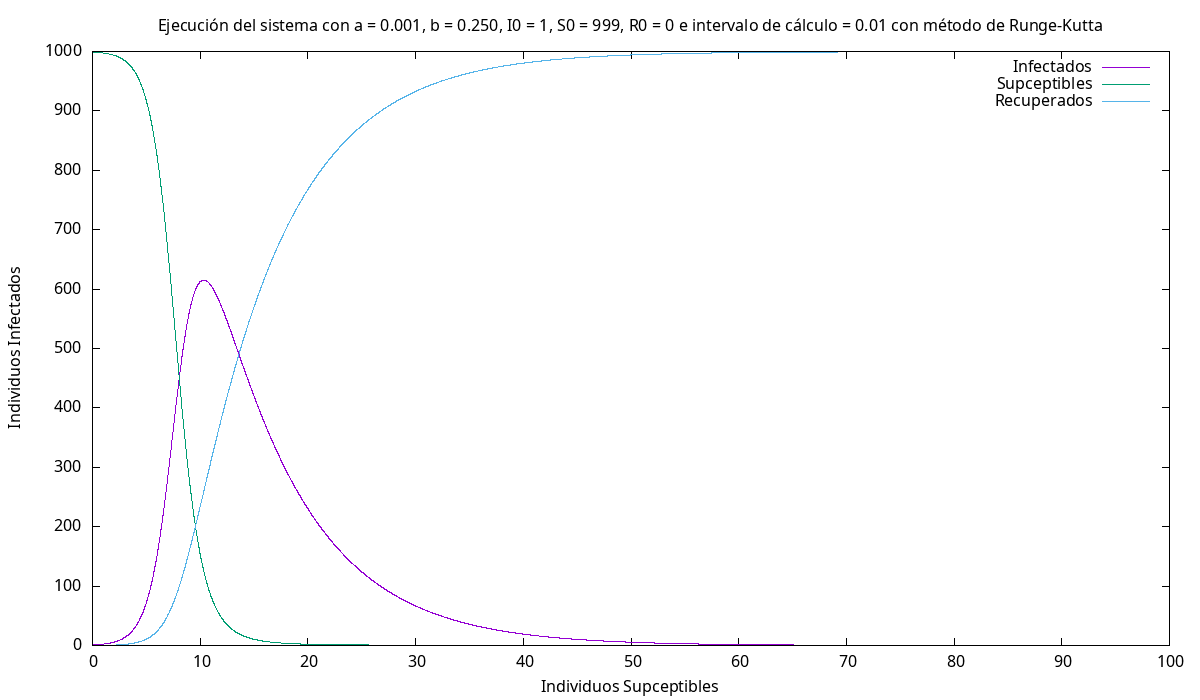 Ejecución del sistema con a = 0.001, b = 0.250, I0 = 1, S0 = 999, R0 = 0 e intervalo de cálculo = 0.01 con método de Runge-Kutta
Infectados
Supceptibles
Recuperados
1000
900
800
700
600
500
400
300
200
100
0
Individuos Infectados
0 10 20 30 40 50 60 70 80 90 100
Individuos Supceptibles